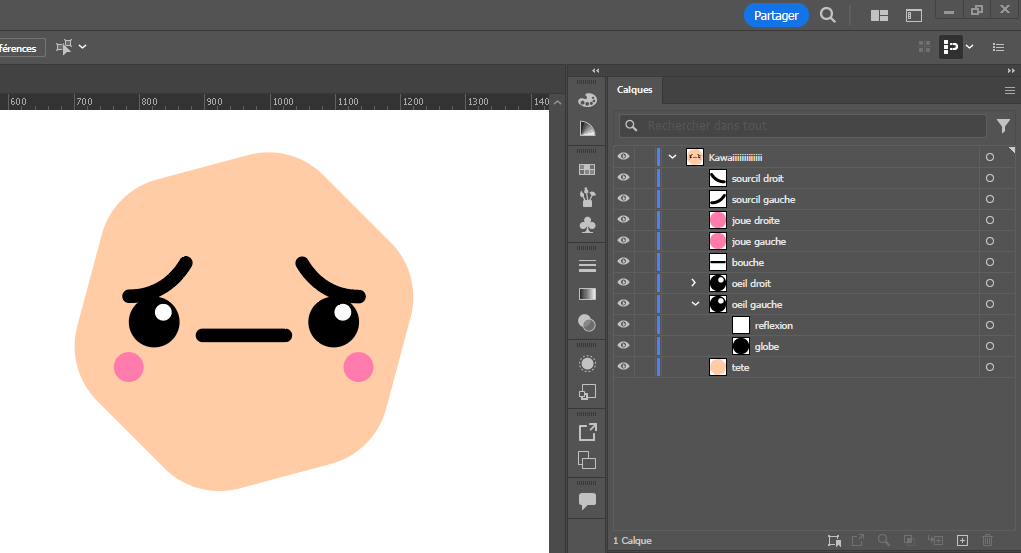 Partager
férences
Calques
600 700 800 900 1000 1100 1200 1300 140
Rechercher dans tout
Kawaiiiiiiiiiiiiii
sourcil droit
sourcil gauche
joue droite
joue gauche
bouche
oeil droit
oeil gauche
reflexion
globe
tete
1 Calque